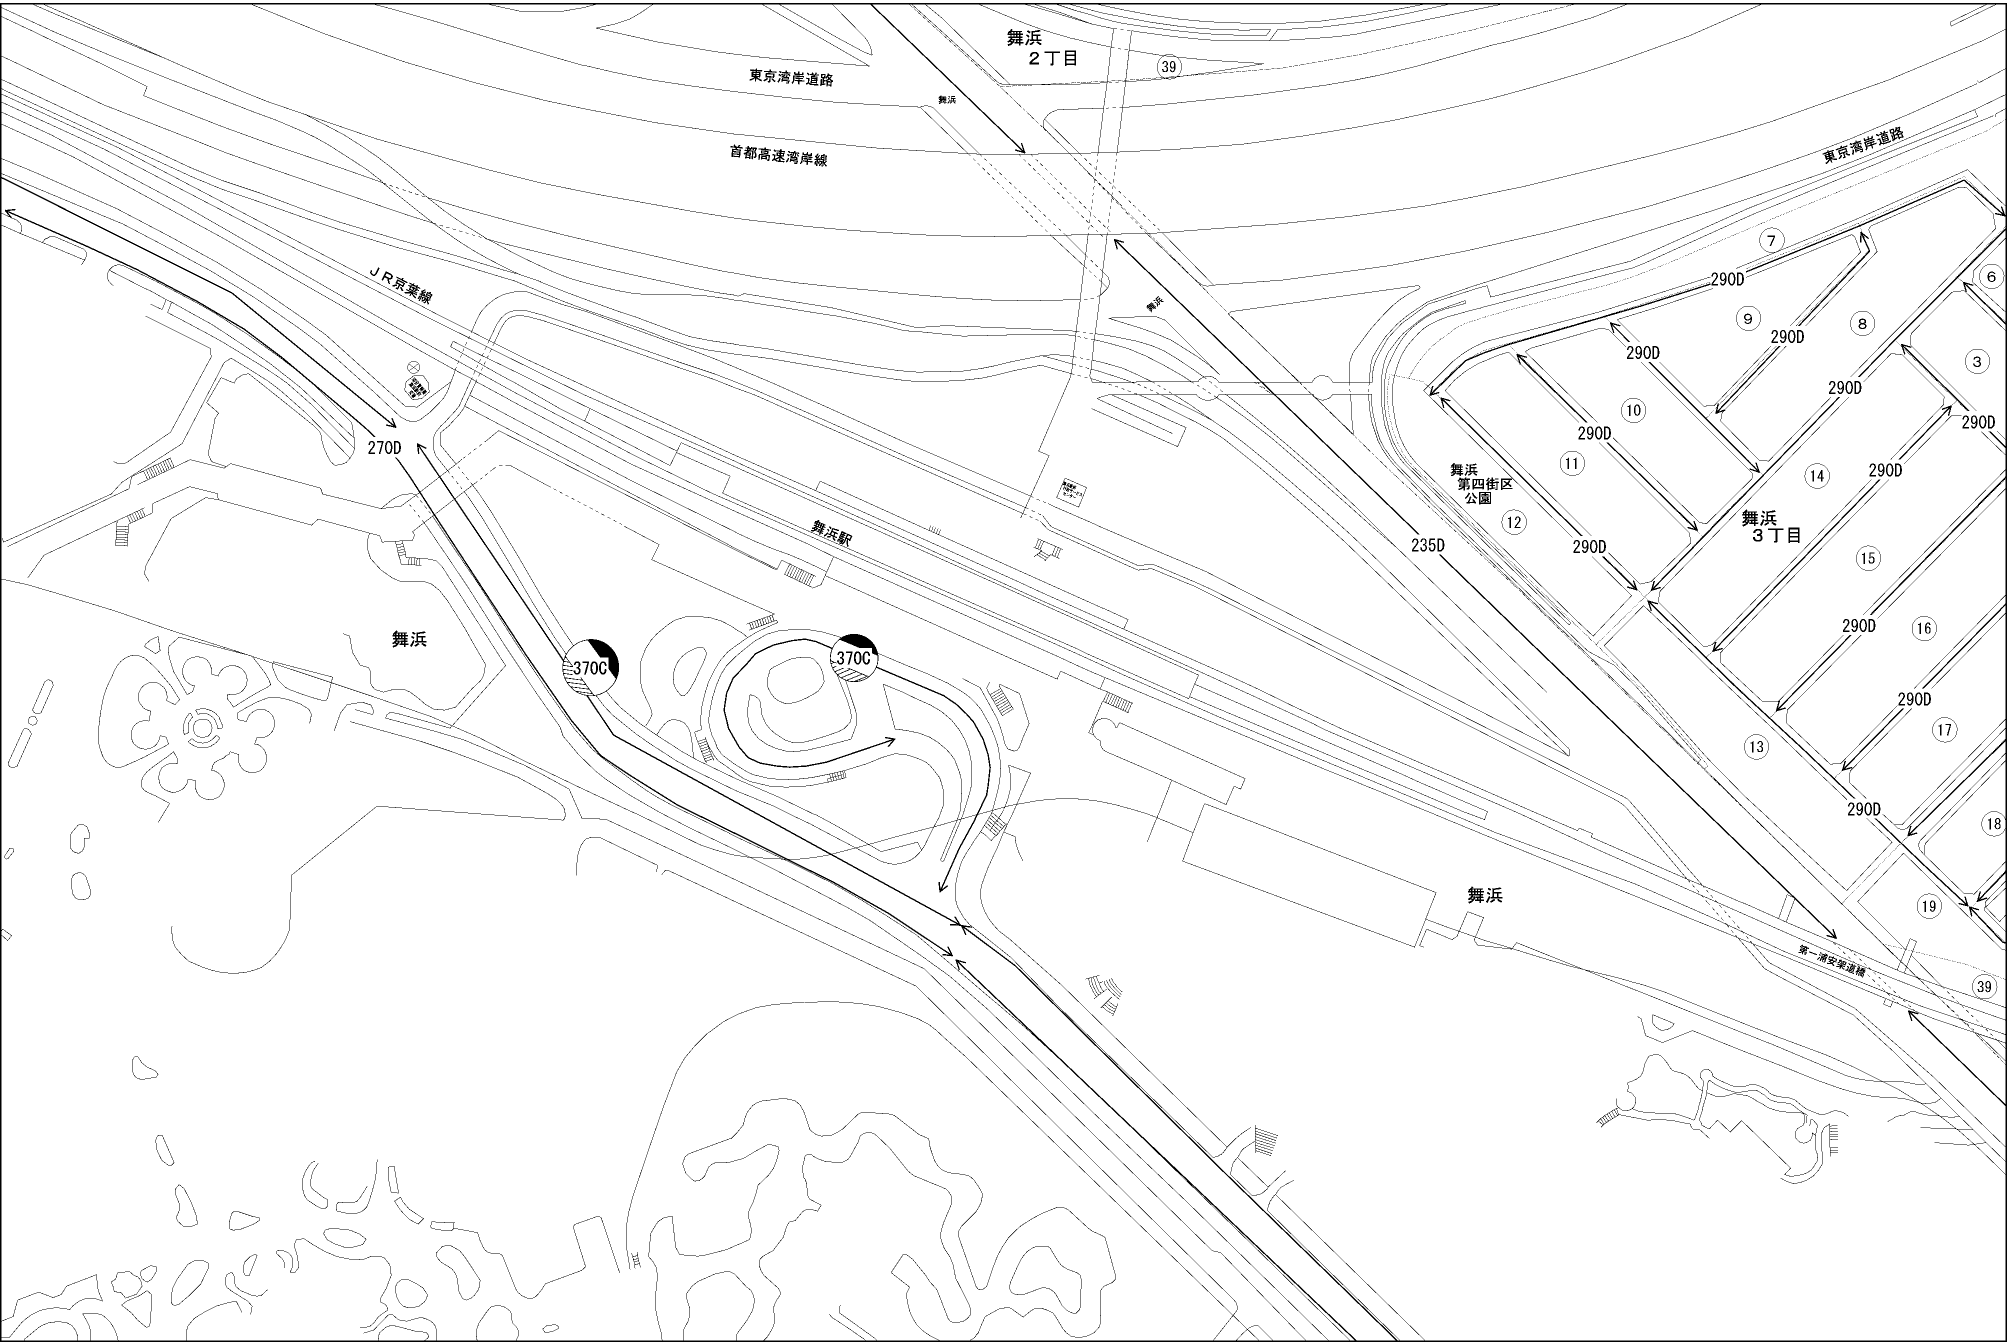 舞浜
２丁目
39
東京湾岸道路
舞浜
首都高速湾岸線
東京湾岸道路
7
290D
6
ＪＲ京葉線
舞浜
9
8
290D
290D
3
290D
10
290D
290D
270D
11
290D
14
舞浜
第四街区
公園
12
舞浜駅
舞浜
３丁目
235D
290D
15
290D
16
舞浜
370C
370C
290D
17
13
290D
18
舞浜
19
第一浦安架道橋
39